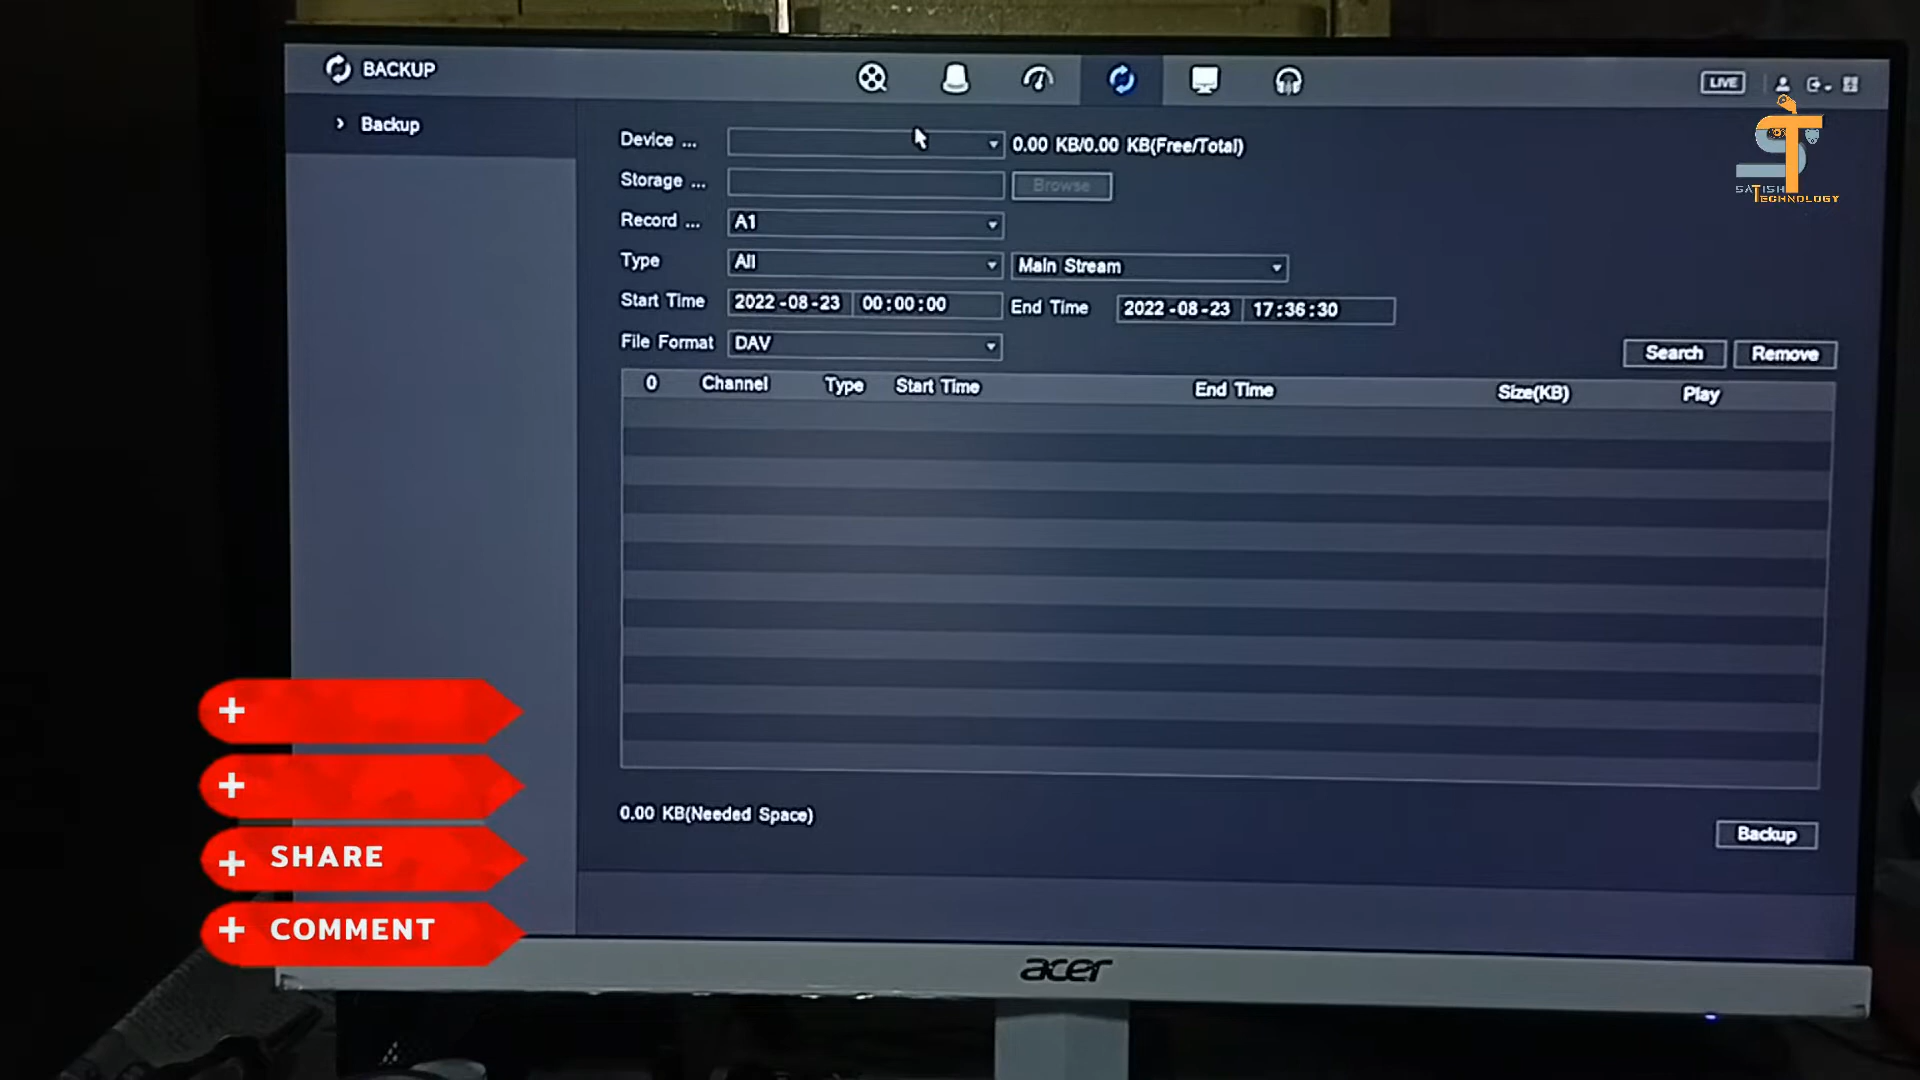 BACKUP
LIVE
Backup
Device ...
0.00 KB/0.00 KB(Free/Total)
Storage ...
Browse
Record ...
A1
Type
All
Main Stream
Start Time
2022-08-23
00:00:00
End Time
2022-08-23
17:36:30
File Format
DAV
Search
Remove
0
Channel
Type
Start Time
End Time
Size(KB)
Play
0.00 KB(Needed Space)
Backup
SATISH
TECHNOLOGY
SHARE
COMMENT
acer